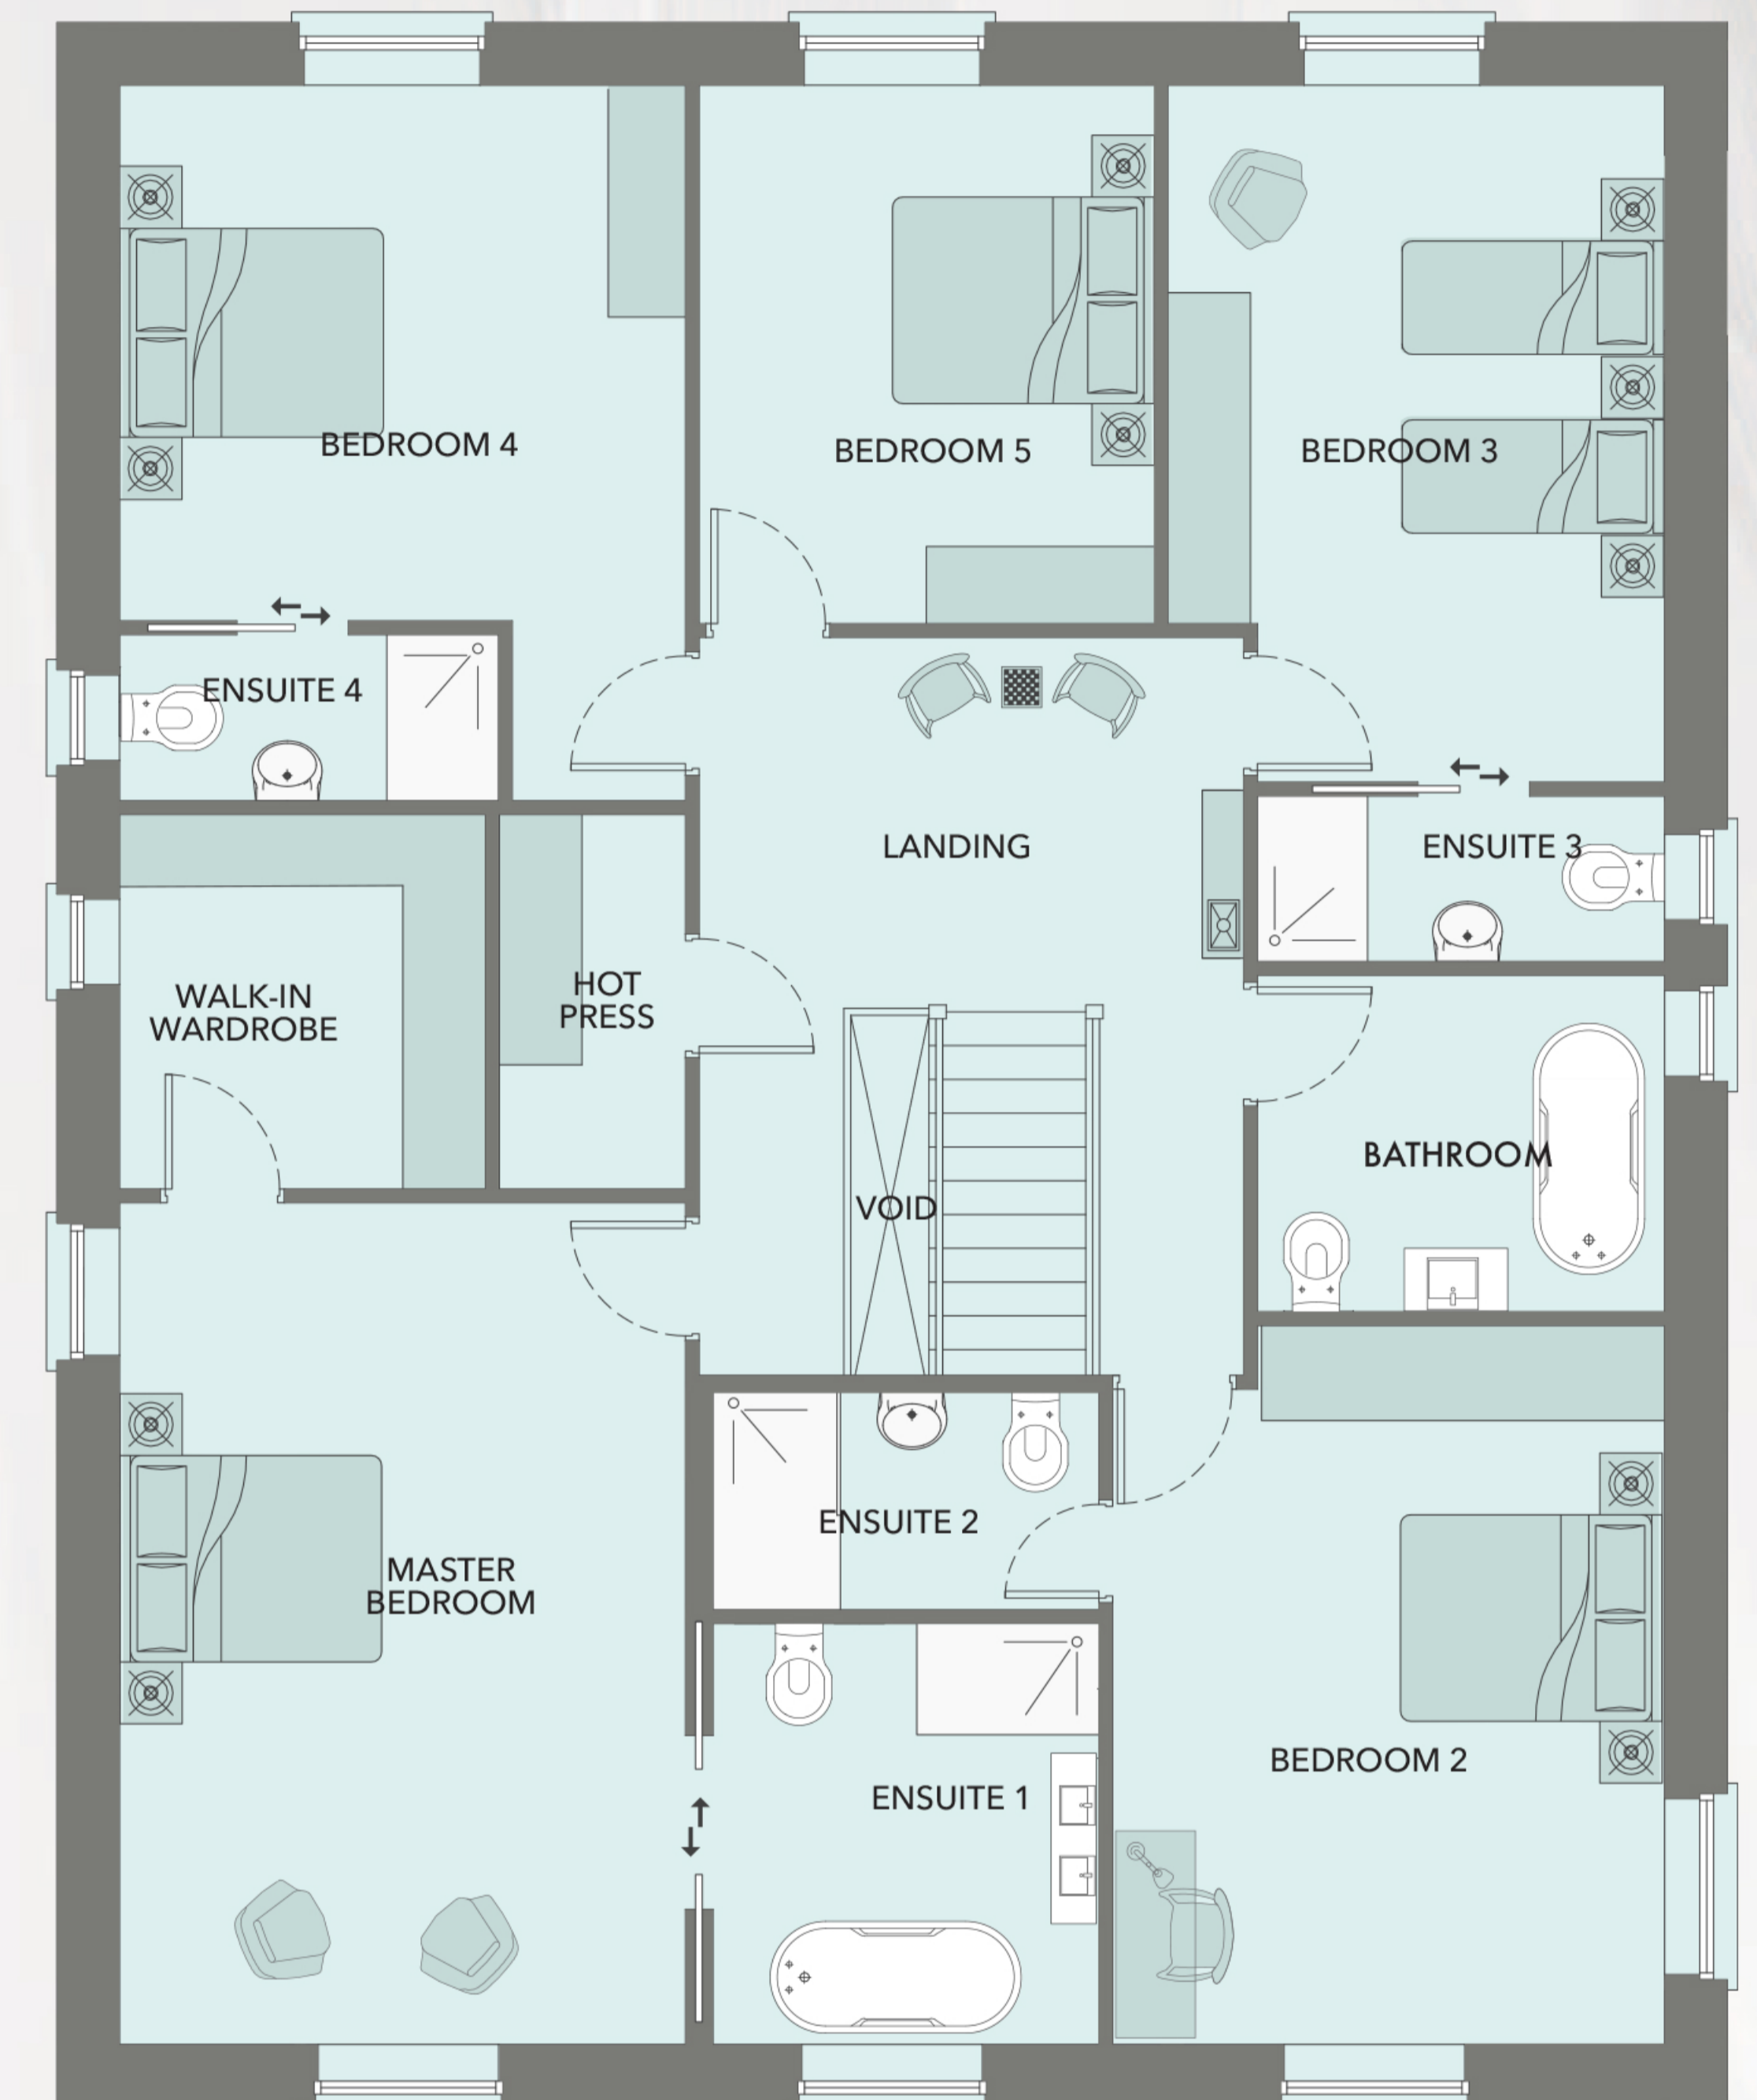 BEDROOM 4
BEDROOM 5
BEDROOM 3
ENSUITE 4
LANDING
ENSUITE 3
WALK-IN
WARDROBE
HOT
PRESS
BATHROOM
VOID
ENSUITE 2
MASTER
BEDROOM
BEDROOM 2
ENSUITE 1